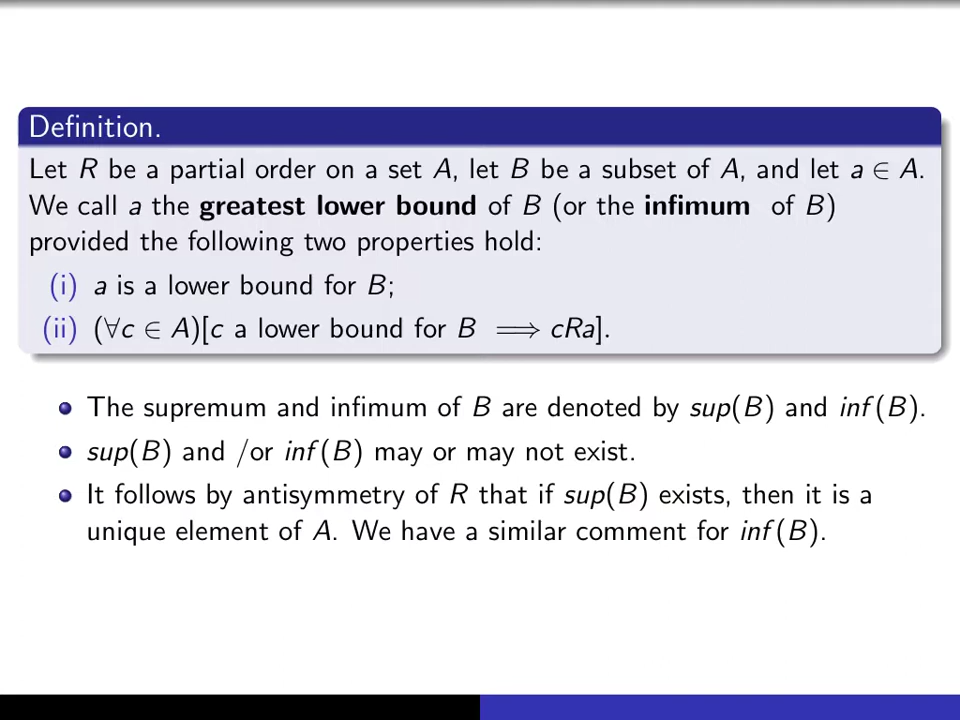 Definition.
Let R be a partial order on a set A, let B be a subset of A, and let a ∈ A.
We call a the greatest lower bound of B (or the infimum of B)
provided the following two properties hold:
(i) a is a lower bound for B;
(ii) (∀c ∈ A)[c a lower bound for B ⟹ cRa].
The supremum and infimum of B are denoted by sup(B) and inf(B).
sup(B) and /or inf(B) may or may not exist.
It follows by antisymmetry of R that if sup(B) exists, then it is a
unique element of A. We have a similar comment for inf(B).